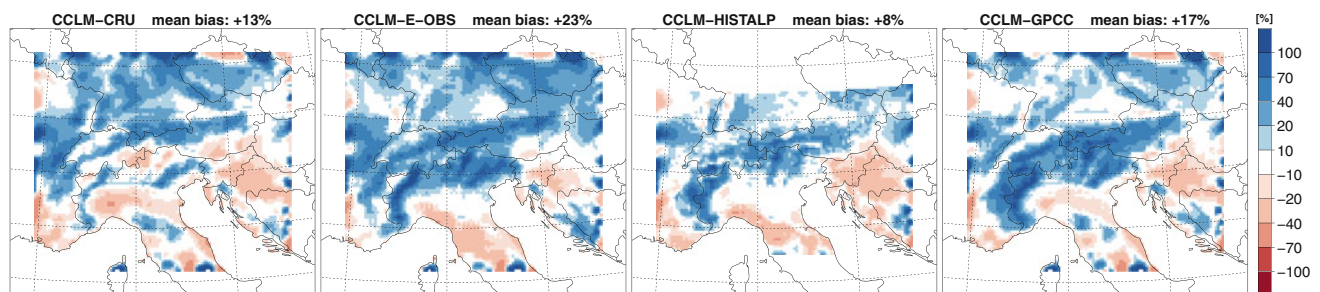 CCLM−CRU mean bias: +13%
CCLM−E−OBS mean bias: +23%
CCLM−HISTALP mean bias: +8%
CCLM−GPCC mean bias: +17%
[%]
100
70
40
20
10
−10
−20
−40
−70
−100